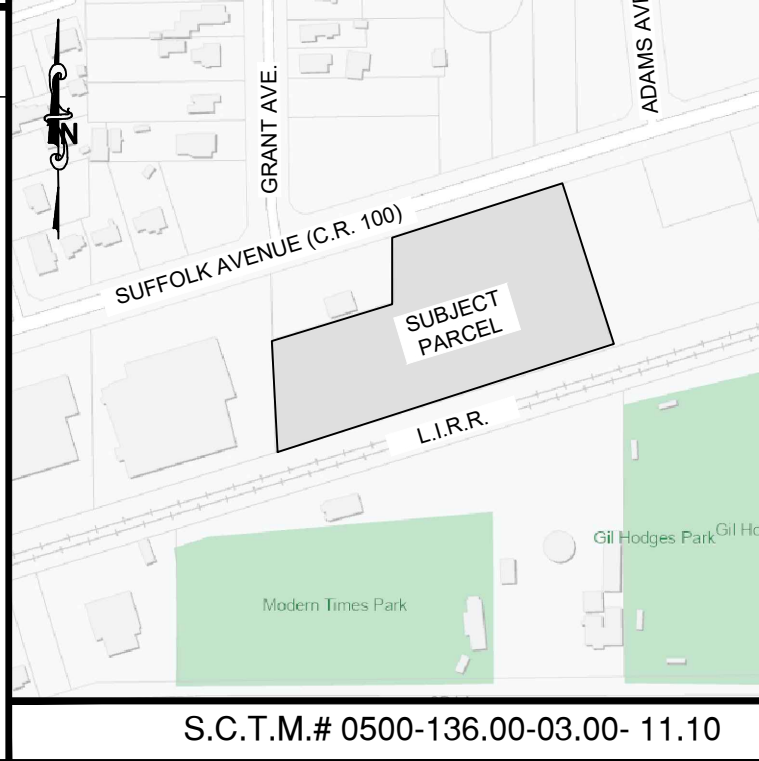 N
GRANT AVE.
ADAMS AVE
SUFFOLK AVENUE (C.R. 100)
SUBJECT
PARCEL
L.I.R.R.
Gil Hodges Park
Gil Ho
Modern Times Park
S.C.T.M.# 0500-136.00-03.00- 11.10